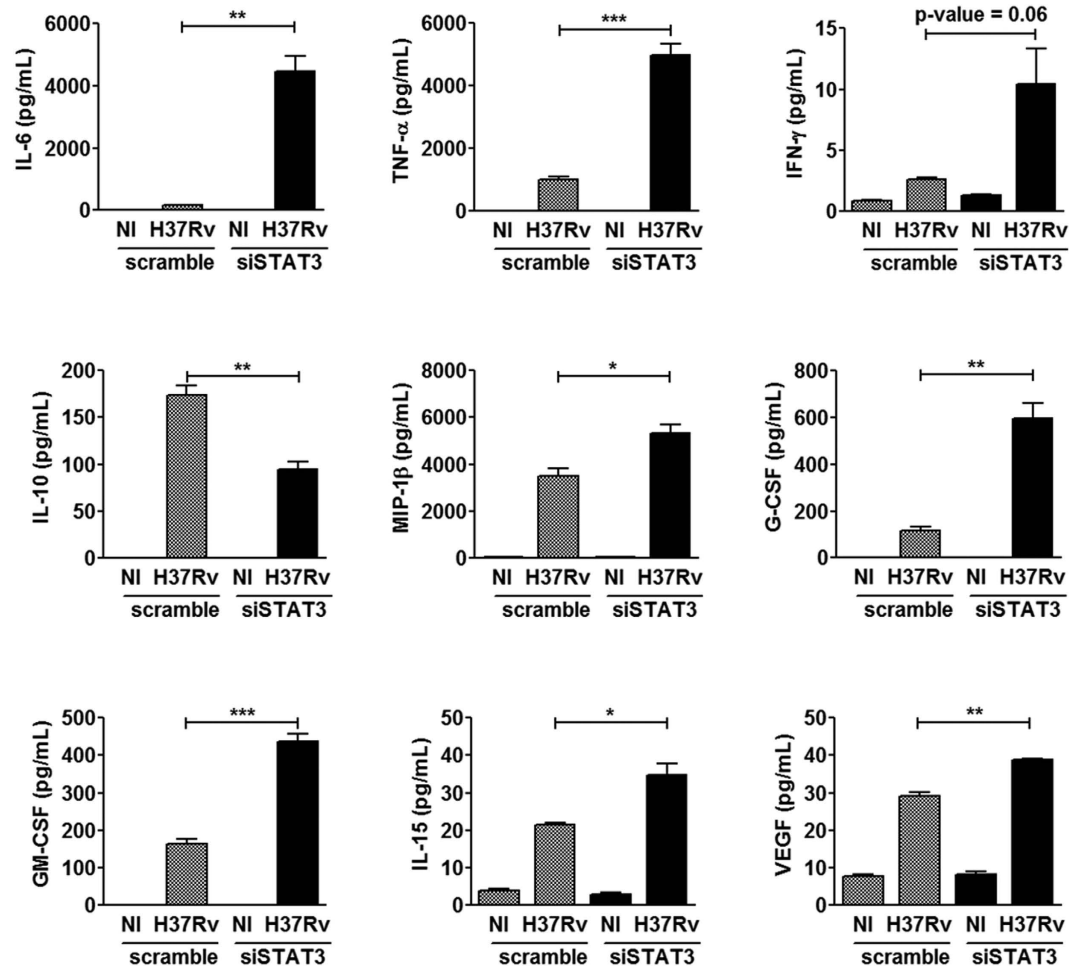 **
6000
4000
2000
0
IL-6 (pg/mL)
NI H37Rv NI H37Rv
scramble siSTAT3
***
6000
4000
2000
0
TNF-α (pg/mL)
NI H37Rv NI H37Rv
scramble siSTAT3
p-value = 0.06
15
10
5
0
IFN-γ (pg/mL)
NI H37Rv NI H37Rv
scramble siSTAT3
**
200
150
100
50
0
IL-10 (pg/mL)
NI H37Rv NI H37Rv
scramble siSTAT3
*
8000
6000
4000
2000
0
MIP-1β (pg/mL)
NI H37Rv NI H37Rv
scramble siSTAT3
**
800
600
400
200
0
G-CSF (pg/mL)
NI H37Rv NI H37Rv
scramble siSTAT3
***
500
400
300
200
100
0
GM-CSF (pg/mL)
NI H37Rv NI H37Rv
scramble siSTAT3
*
50
40
30
20
10
0
IL-15 (pg/mL)
NI H37Rv NI H37Rv
scramble siSTAT3
**
50
40
30
20
10
0
VEGF (pg/mL)
NI H37Rv NI H37Rv
scramble siSTAT3